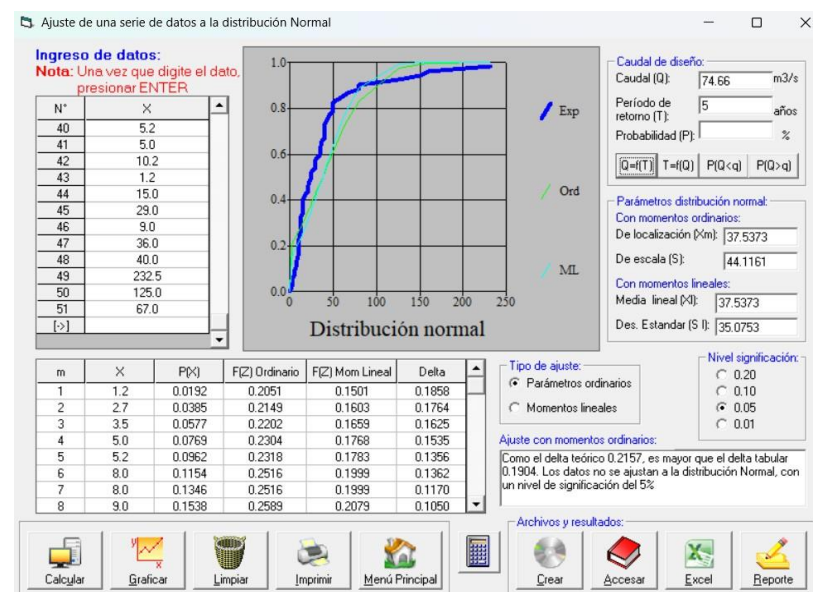 Ajuste de una serie de datos a la distribución Normal
Ingreso de datos:
Nota: Una vez que digite el dato,
presionar ENTER
N° X
40 5.2
41 5.0
42 10.2
43 1.2
44 15.0
45 29.0
46 9.0
47 36.0
48 40.0
49 232.5
50 125.0
51 67.0
[->]
1.0
0.8
0.6
0.4
0.2
0.0
0 50 100 150 200 250
Distribución normal
Exp
Ord
ML
Caudal de diseño:
Caudal (Q): 74.66 m3/s
Período de
retorno (T): 5 años
Probabilidad (P): %
Q=f(T) T=f(Q) P(Q<q) P(Q>q)
Parámetros distribución normal:
Con momentos ordinarios:
De localización (Xm): 37.5373
De escala (S): 44.1161
Con momentos lineales:
Media lineal (Xl): 37.5373
Des. Estandar (S l): 35.0753
m X P(X) F(Z) Ordinario F(Z) Mom Lineal Delta
1 1.2 0.0192 0.2051 0.1501 0.1858
2 2.7 0.0385 0.2149 0.1603 0.1764
3 3.5 0.0577 0.2202 0.1659 0.1625
4 5.0 0.0769 0.2304 0.1768 0.1535
5 5.2 0.0962 0.2318 0.1783 0.1356
6 8.0 0.1154 0.2516 0.1999 0.1362
7 8.0 0.1346 0.2516 0.1999 0.1170
8 9.0 0.1538 0.2589 0.2079 0.1050
Tipo de ajuste:
Parámetros ordinarios
Momentos lineales
Nivel significación:
0.20
0.10
0.05
0.01
Ajuste con momentos ordinarios:
Como el delta teórico 0.2157, es mayor que el delta tabular
0.1904. Los datos no se ajustan a la distribución Normal, con
un nivel de significación del 5%
Calcular Graficar Limpiar Imprimir Menú Principal
Archivos y resultados:
Crear Accesar Excel Reporte